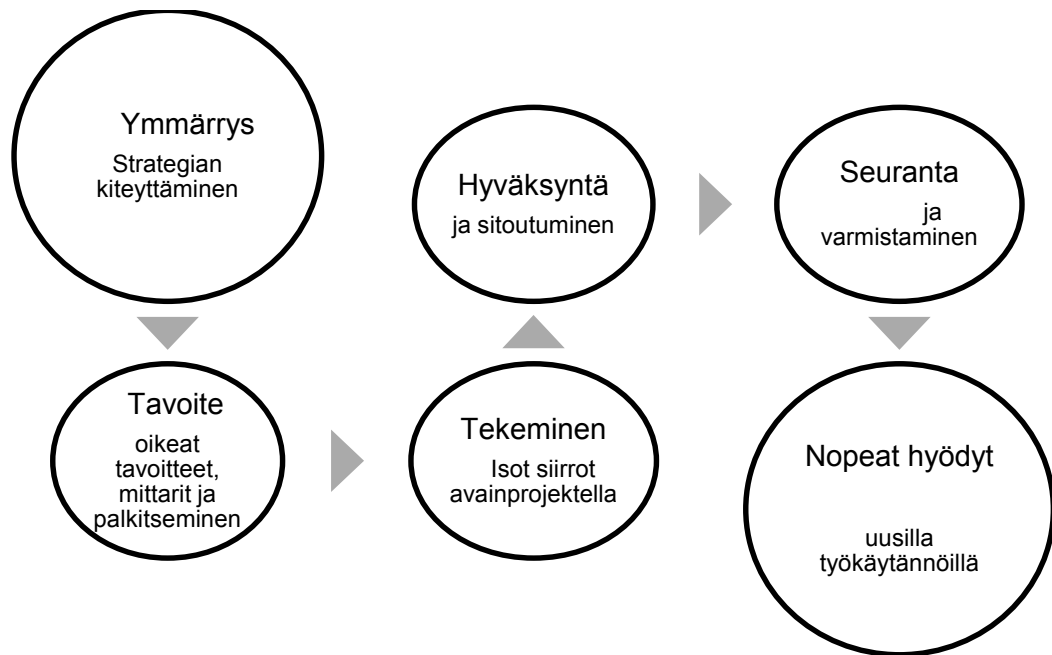 Ymmärrys
Strategian
kiteyttäminen
Tavoite
oikeat
tavoitteet,
mittarit ja
palkitseminen
Tekeminen
Isot siirrot
avainprojektella
Hyväksyntä
ja sitoutuminen
Seuranta
ja
varmistaminen
Nopeat hyödyt
uusilla
työkäytännöillä